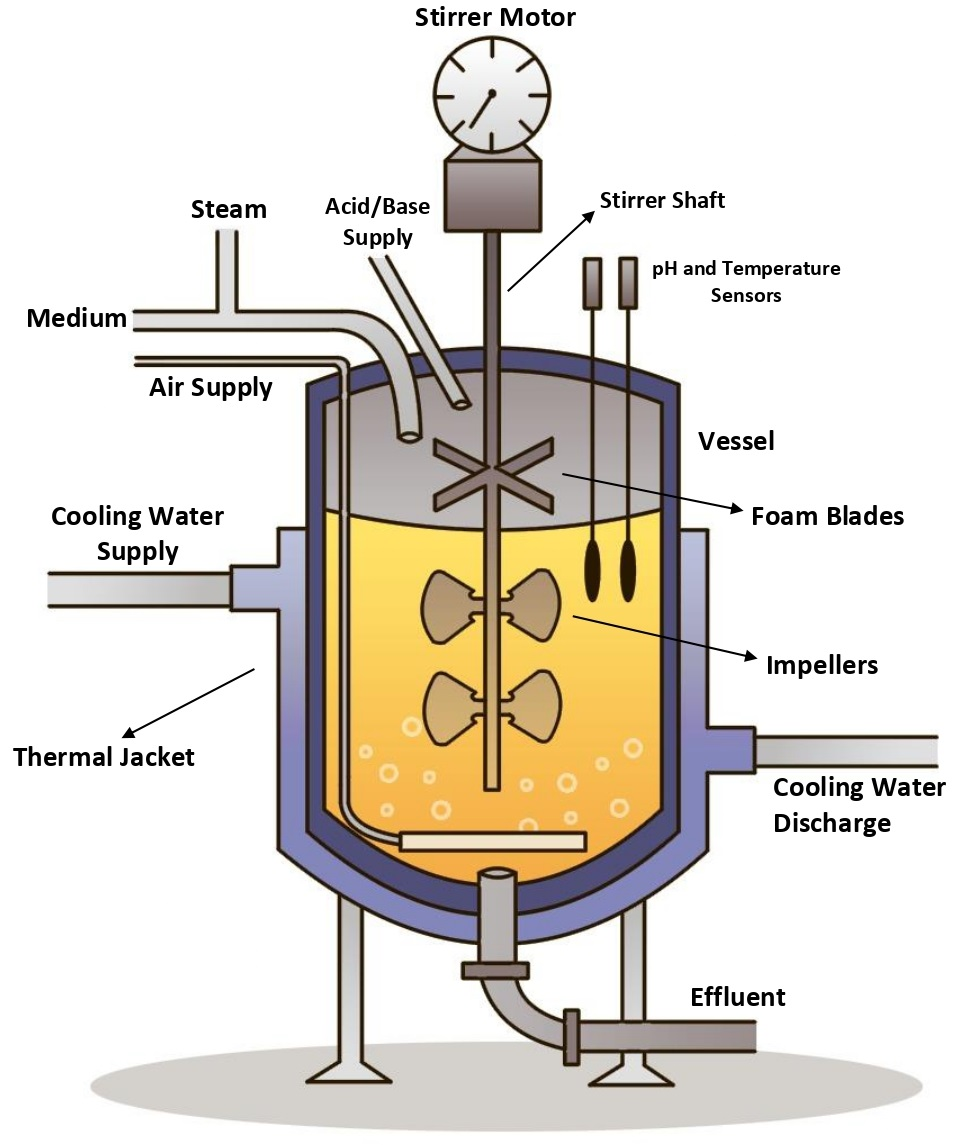 Stirrer Motor
Steam
Acid/Base
Supply
Stirrer Shaft
pH and Temperature
Sensors
Medium
Air Supply
Vessel
Cooling Water
Supply
Foam Blades
Impellers
Thermal Jacket
Cooling Water
Discharge
Effluent